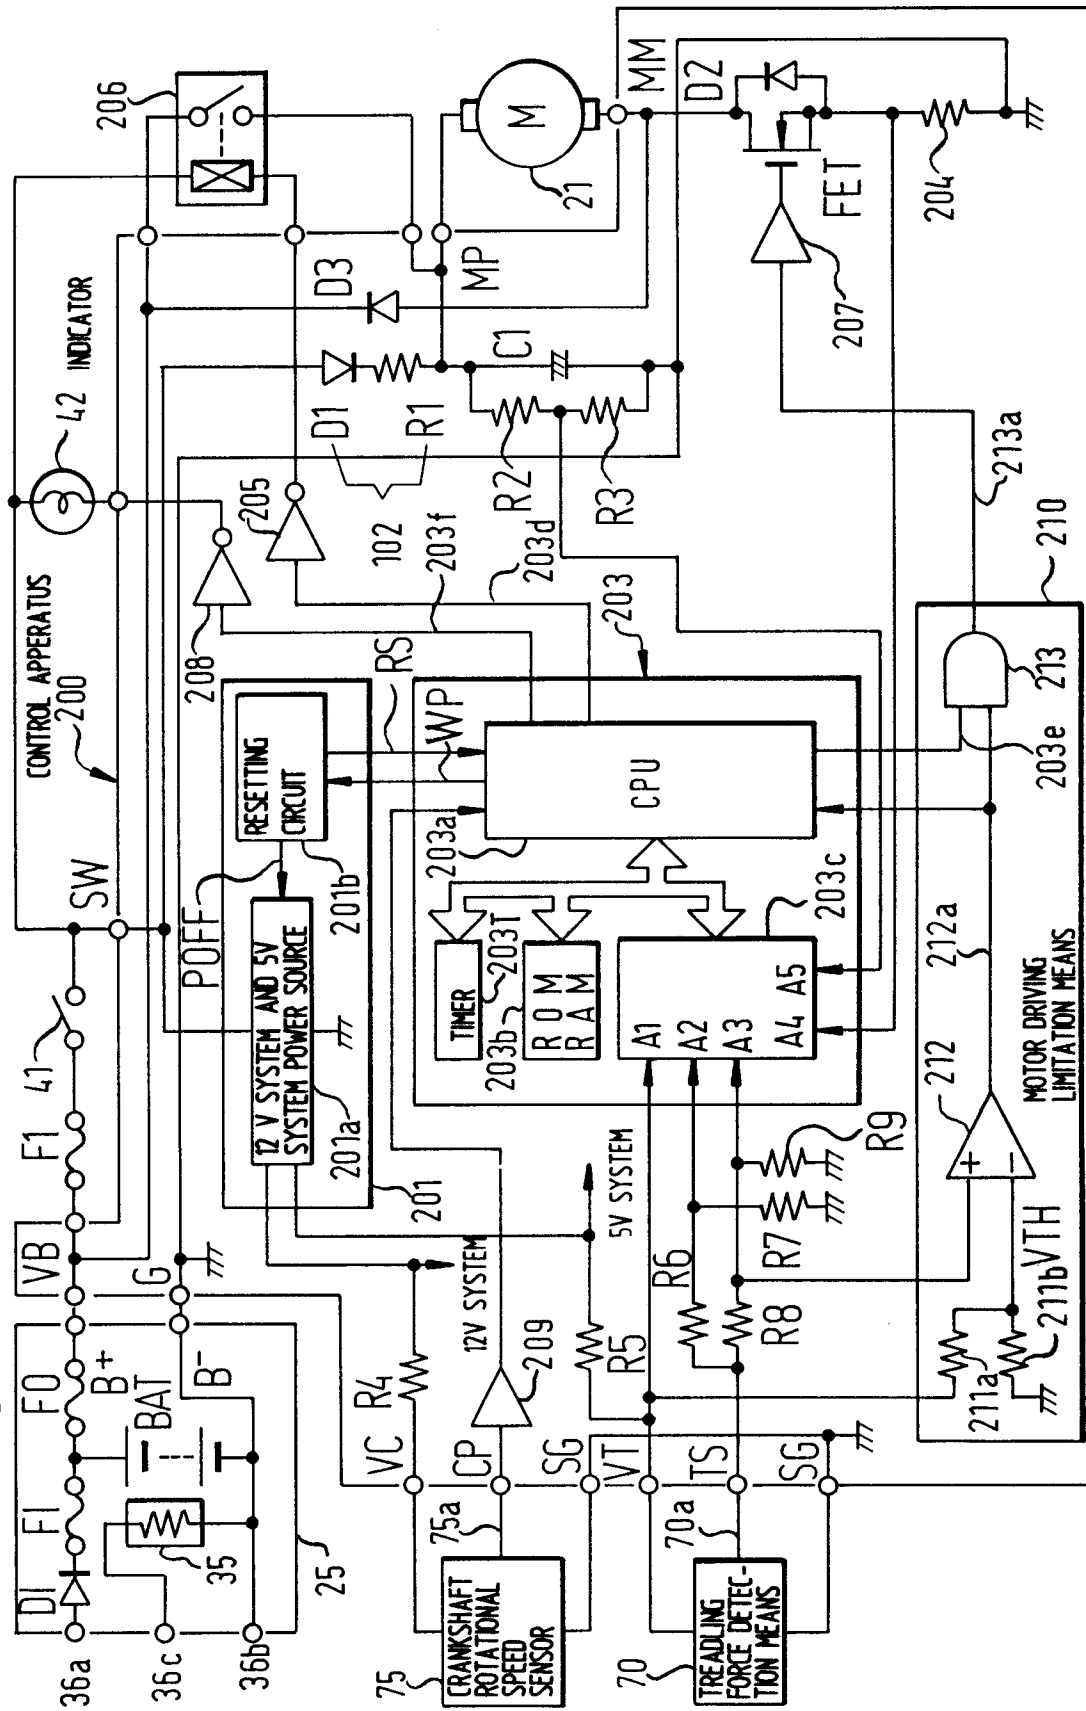 36a
36c
36b
DI
FI
35
25
BAT
FO
B+
B-
VB
G
F1
41
SW
CONTROL APPERATUS
200
42
INDICATOR
206
D3
D1
R1
102
C1
R2
R3
MP
M
21
MM
D2
FET
204
207
213a
205
208
203f
203d
203
POFF
RESETTING
CIRCUIT
201b
12 V SYSTEM AND 5V
SYSTEM POWER SOURCE
201a
201
RS
WP
CPU
203a
TIMER
203T
203b
R O M
R A M
203c
A1
A2
A3
A4
A5
75
CRANKSHAFT
ROTATIONAL
SPEED
SENSOR
75a
VC
CP
SG
R4
209
12V SYSTEM
5V SYSTEM
R5
70
TREADLING
FORCE DETEC-
TION MEANS
70a
VT
TS
SG
R6
R8
R7
R9
211a
211b
VTH
212
212a
203e
213
210
MOTOR DRIVING
LIMITATION MEANS
+
−